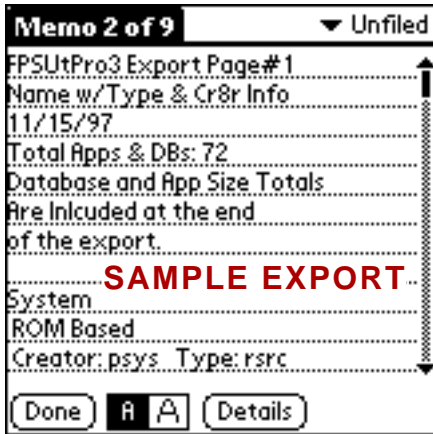 Memo 2 of 9
Unfiled
FPSUtPro3 Export Page#1
Name w/Type & Cr8r Info
11/15/97
Total Apps & DBs: 72
Database and App Size Totals
Are Inlcuded at the end
of the export.
SAMPLE EXPORT
System
ROM Based
Creator: psys Type: rsrc
Done A A Details